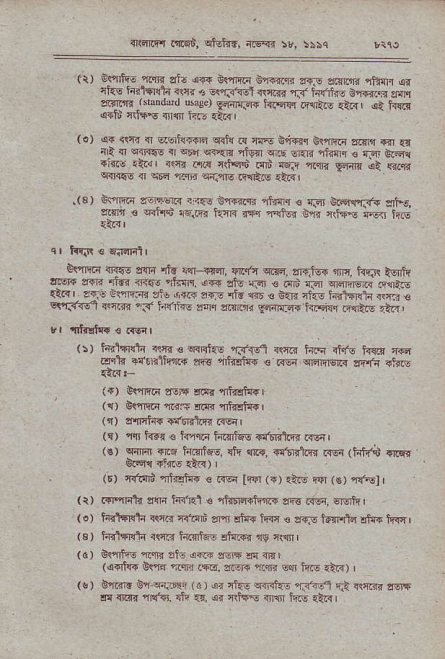 বাংলাদেশ গেজেট, অতিরিক্ত, নভেম্বর ১৮, ১৯৯৭ ৮২৭৩
(২) উৎপাদিত পণ্যের প্রতি একক উৎপাদনে উপকরণের প্রকৃত প্রয়োগের পরিমাণ এর
সহিত নিরীক্ষাধীন বৎসর ও তৎপূর্ববর্তী বৎসরের পূর্ব নির্ধারিত উপকরণের প্রমাণ
প্রয়োগের (standard usage) তুলনামূলক বিশ্লেষণ দেখাইতে হইবে। এই বিষয়ে
একটি সংক্ষিপ্ত ব্যাখ্যা দিতে হইবে।
(৩) এক বৎসর বা ততোধিককাল অবধি যে সমস্ত উপকরণ উৎপাদনে প্রয়োগ করা হয়
নাই বা অব্যবহৃত বা অচল অবস্থায় পড়িয়া আছে তাহার পরিমাণ ও মূল্য উল্লেখ
করিতে হইবে। বৎসর শেষে সংশ্লিষ্ট মোট মজুদ পণ্যের তুলনায় এই ধরণের
অব্যবহৃত বা অচল পণ্যের অনুপাত দেখাইতে হইবে।
(৪) উৎপাদনে প্রত্যক্ষভাবে ব্যবহৃত উপকরণের পরিমাণ ও মূল্য উল্লেখপূর্বক প্রাপ্তি,
প্রয়োগ ও অবশিষ্ট মজুদের হিসাব রক্ষণ পদ্ধতির উপর সংক্ষিপ্ত মন্তব্য দিতে
হইবে।
৭। বিদ্যুৎ ও জ্বালানী।
উৎপাদনে ব্যবহৃত প্রধান শক্তি যথা—কয়লা, ফার্ণেস অয়েল, প্রাকৃতিক গ্যাস, বিদ্যুৎ ইত্যাদি
প্রত্যেক প্রকার শক্তির ব্যবহৃত পরিমাণ, একক প্রতি মূল্য ও মোট মূল্য আলাদাভাবে দেখাইতে
হইবে। প্রকৃত উৎপাদনের প্রতি এককে প্রকৃত শক্তি খরচ ও উহার সহিত নিরীক্ষাধীন বৎসরে ও
তৎপূর্ববর্তী বৎসরের পূর্ব নির্ধারিত প্রমাণ প্রয়োগের তুলনামূলক বিশ্লেষণ দেখাইতে হইবে।
৮। পারিশ্রমিক ও বেতন।
(১) নিরীক্ষাধীন বৎসর ও অব্যবহিত পূর্ববর্তী বৎসরে নিম্নে বর্ণিত বিষয়ে সকল
শ্রেণীর কর্মচারীদিগকে প্রদত্ত পারিশ্রমিক ও বেতন আলাদাভাবে প্রদর্শন করিতে
হইবে :—
(ক) উৎপাদনে প্রত্যক্ষ শ্রমের পারিশ্রমিক।
(খ) উৎপাদনে পরোক্ষ শ্রমের পারিশ্রমিক।
(গ) প্রশাসনিক কর্মচারীদের বেতন।
(ঘ) পণ্য বিক্রয় ও বিপণনে নিয়োজিত কর্মচারীদের বেতন।
(ঙ) অন্যান্য কাজে নিয়োজিত, যদি থাকে, কর্মচারীদের বেতন (নির্দিষ্ট কাজের
উল্লেখ করিতে হইবে)।
(চ) সর্বমোট পারিশ্রমিক ও বেতন [দফা (ক) হইতে দফা (ঙ) পর্যন্ত]।
(২) কোম্পানীর প্রধান নির্বাহী ও পরিচালকদিগকে প্রদত্ত বেতন, ভাতাদি।
(৩) নিরীক্ষাধীন বৎসরে সর্বমোট প্রাপ্য শ্রমিক দিবস ও প্রকৃত ক্রিয়াশীল শ্রমিক দিবস।
(৪) নিরীক্ষাধীন বৎসরে নিয়োজিত শ্রমিকের গড় সংখ্যা।
(৫) উৎপাদিত পণ্যের প্রতি এককে প্রত্যক্ষ শ্রম ব্যয়।
(একাধিক উৎপন্ন পণ্যের ক্ষেত্রে, প্রত্যেক পণ্যের তথ্য দিতে হইবে)।
(৬) উপরোক্ত উপ-অনুচ্ছেদ (৫) এর সহিত অব্যবহিত পূর্ববর্তী দুই বৎসরের প্রত্যক্ষ
শ্রম ব্যয়ের পার্থক্য, যদি হয়, এর সংক্ষিপ্ত ব্যাখ্যা দিতে হইবে।